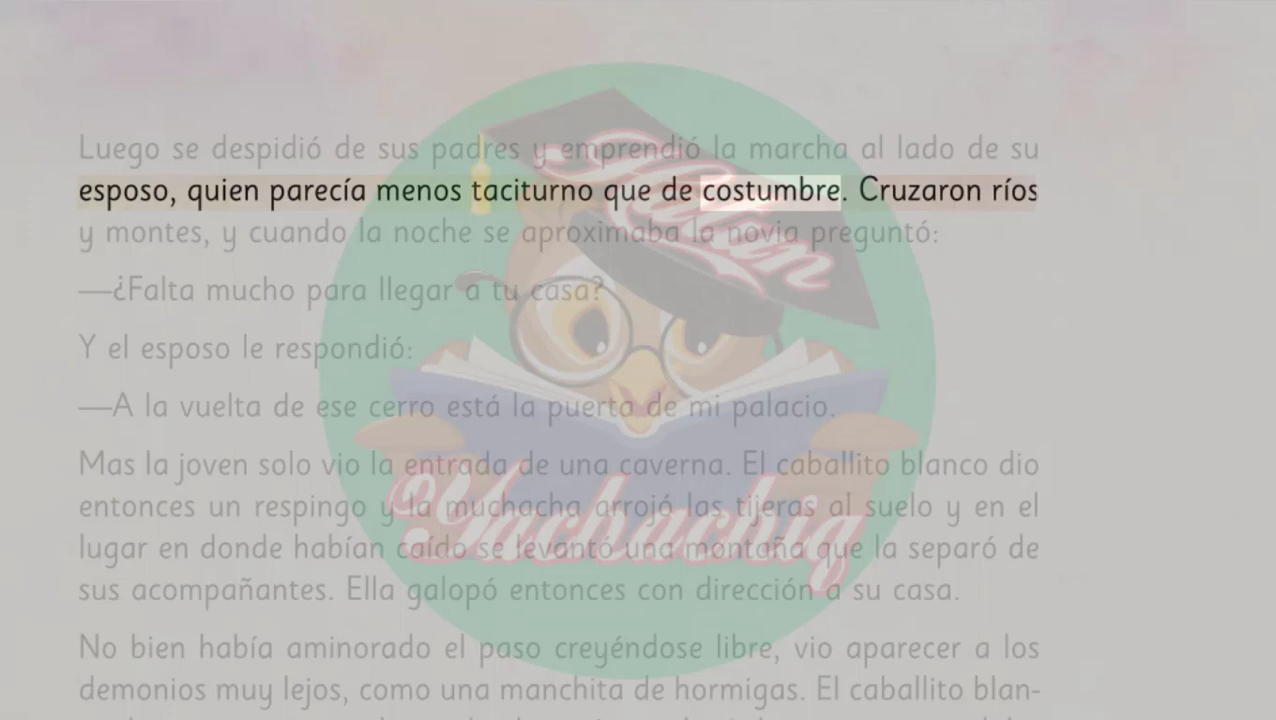 Luego se despidió de sus padres y emprendió la marcha al lado de su
esposo, quien parecía menos taciturno que de costumbre. Cruzaron ríos
y montes, y cuando la noche se aproximaba la novia preguntó:
—¿Falta mucho para llegar a tu casa?
Y el esposo le respondió:
—A la vuelta de ese cerro está la puerta de mi palacio.
Mas la joven solo vio la entrada de una caverna. El caballito blanco dio
entonces un respingo y la muchacha arrojó las tijeras al suelo y en el
lugar en donde habían caído se levantó una montaña que la separó de
sus acompañantes. Ella galopó entonces con dirección a su casa.
No bien había aminorado el paso creyéndose libre, vio aparecer a los
demonios muy lejos, como una manchita de hormigas. El caballito blan-
Yachachiq